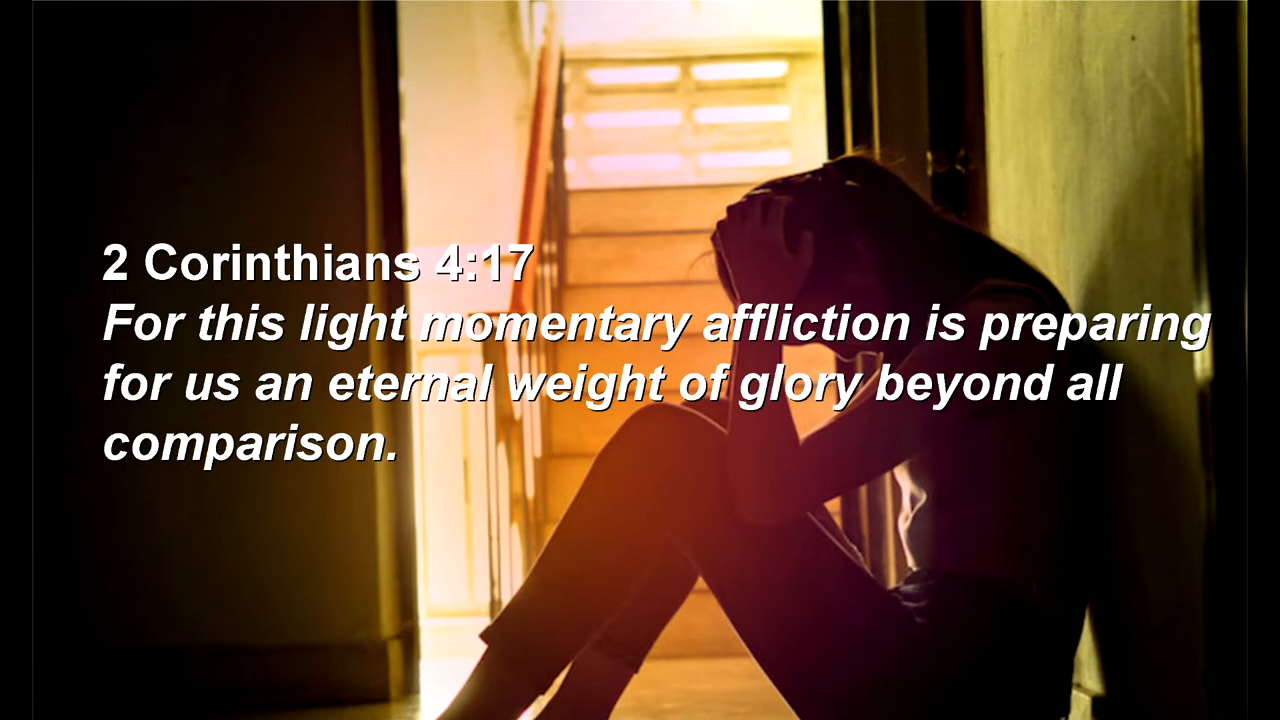 2 Corinthians 4:17
For this light momentary affliction is preparing
for us an eternal weight of glory beyond all
comparison.